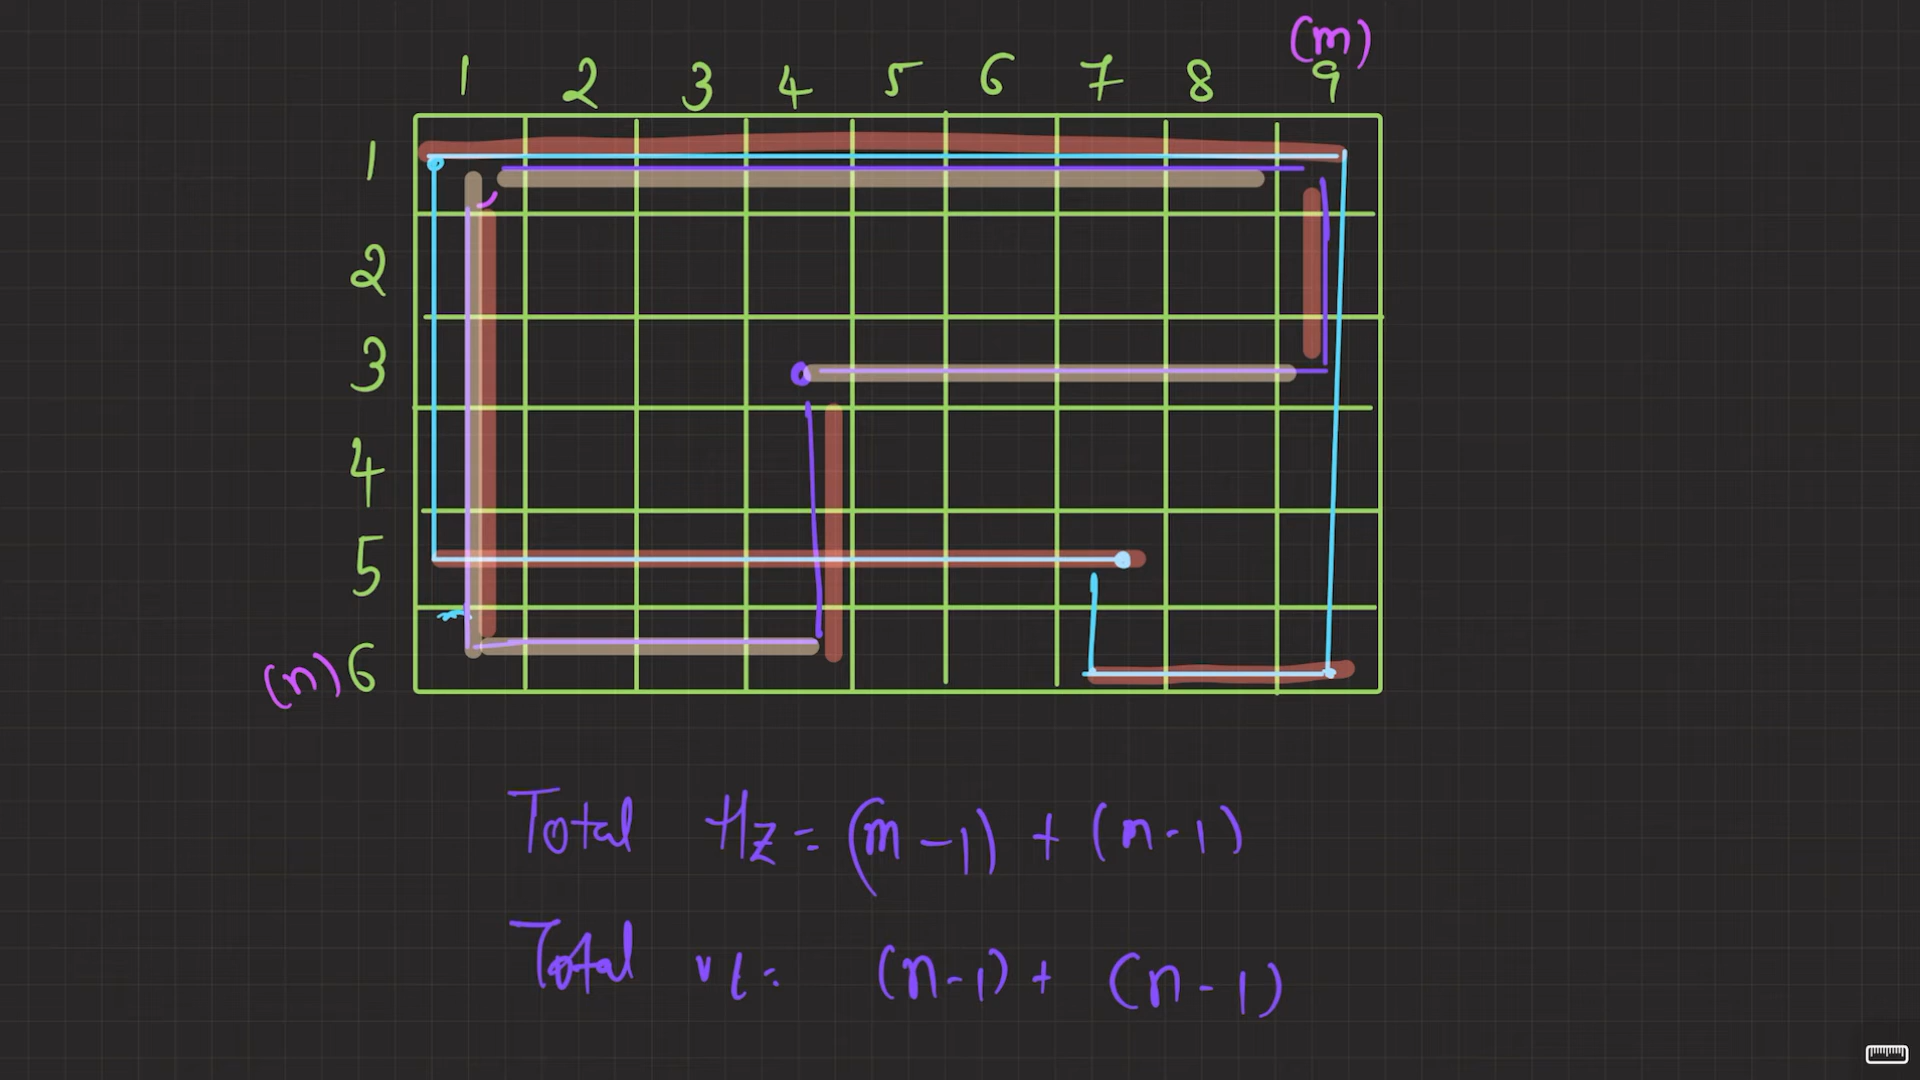 (m)
1 2 3 4 5 6 7 8 9
1
2
3
4
5
(n) 6
Total Hz = (m - 1) + (m - 1)
Total vt = (n - 1) + (n - 1)